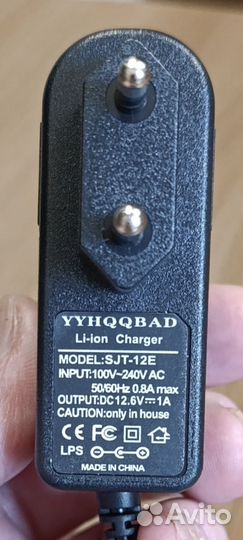 YYHQQBAD
Li-ion Charger
MODEL:SJT-12E
INPUT:100V~240V AC
50/60Hz 0.8A max
OUTPUT:DC12.6V⎓1A
CAUTION:only in house
CE FC
LPS
MADE IN CHINA
Avito